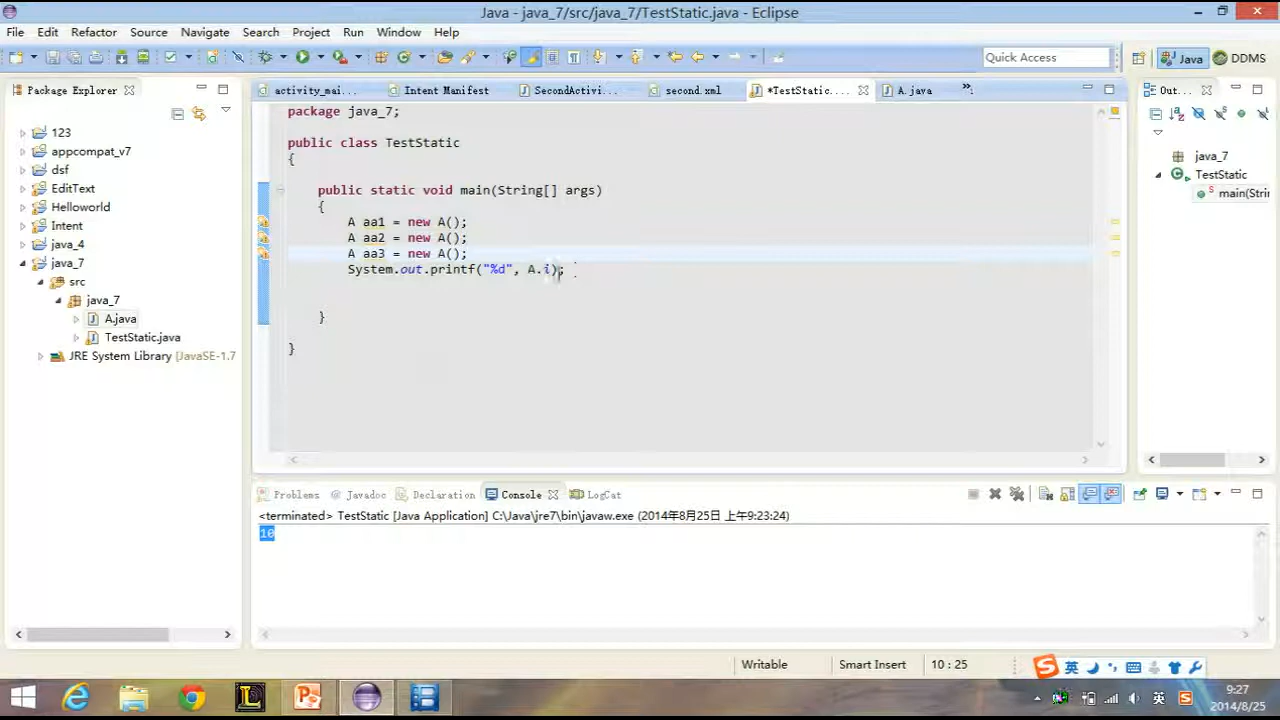 Java - java_7/src/java_7/TestStatic.java - Eclipse
File Edit Refactor Source Navigate Search Project Run Window Help
Quick Access Java DDMS
Package Explorer
activity_mai... Intent Manifest SecondActivi... second.xml *TestStatic.... A.java
Out...
123
appcompat_v7
dsf
EditText
Helloworld
Intent
java_4
java_7
src
java_7
A.java
TestStatic.java
JRE System Library [JavaSE-1.7
package java_7;
public class TestStatic
{
public static void main(String[] args)
{
A aa1 = new A();
A aa2 = new A();
A aa3 = new A();
System.out.printf("%d", A.i);
}
}
java_7
TestStatic
main(Strin
Problems @ Javadoc Declaration Console LogCat
<terminated> TestStatic [Java Application] C:\Java\jre7\bin\javaw.exe (2014年8月25日 上午9:23:24)
10
Writable Smart Insert 10 : 25
英
英
9:27
2014/8/25